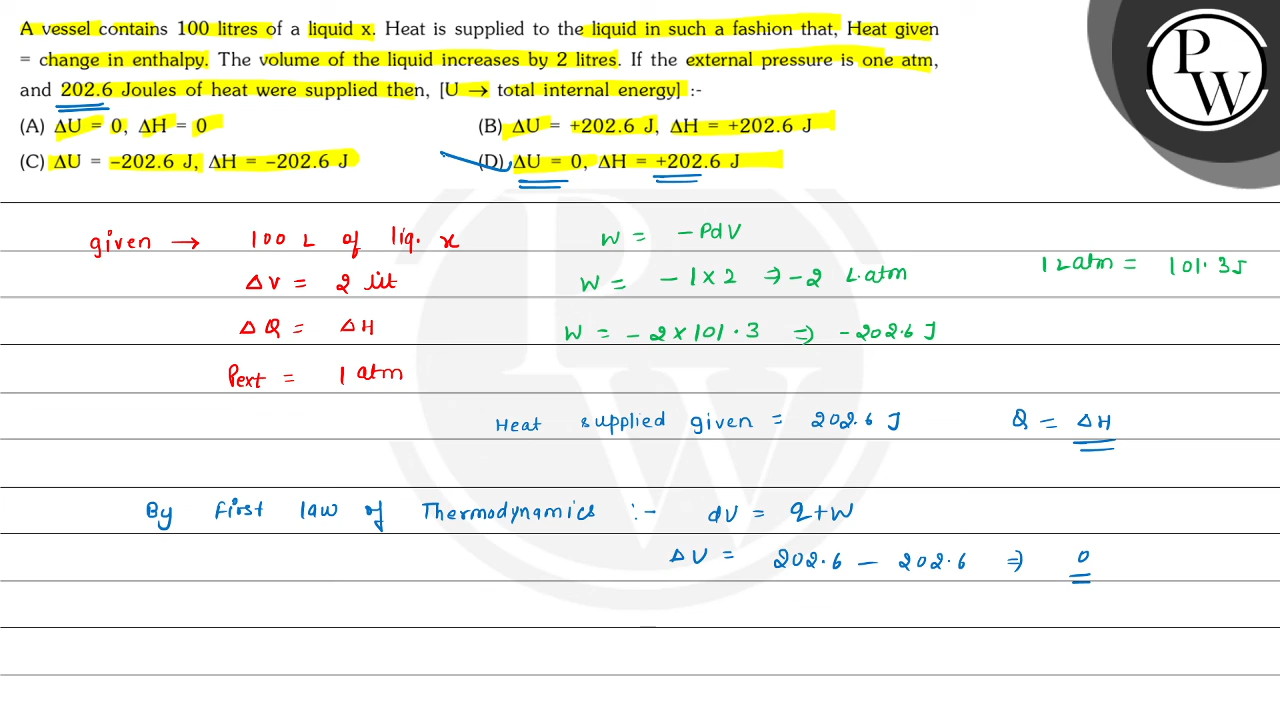 A vessel contains 100 litres of a liquid x. Heat is supplied to the liquid in such a fashion that, Heat given
= change in enthalpy. The volume of the liquid increases by 2 litres. If the external pressure is one atm,
and 202.6 Joules of heat were supplied then, [U → total internal energy] :-
(A) ΔU = 0, ΔH = 0 (B) ΔU = +202.6 J, ΔH = +202.6 J
(C) ΔU = –202.6 J, ΔH = –202.6 J (D) ΔU = 0, ΔH = +202.6 J
P
W
given → 100 L of liq. x
ΔV = 2 lit
ΔQ = ΔH
Pext = 1 atm
W = - PdV
W = - 1 x 2 ⇒ -2 L.atm
W = - 2 x 101.3 ⇒ -202.6 J
1 L atm = 101.3 J
Heat supplied given = 202.6 J Q = ΔH
By first law of Thermodynamics :- dU = q+W
ΔU = 202.6 - 202.6 ⇒ 0